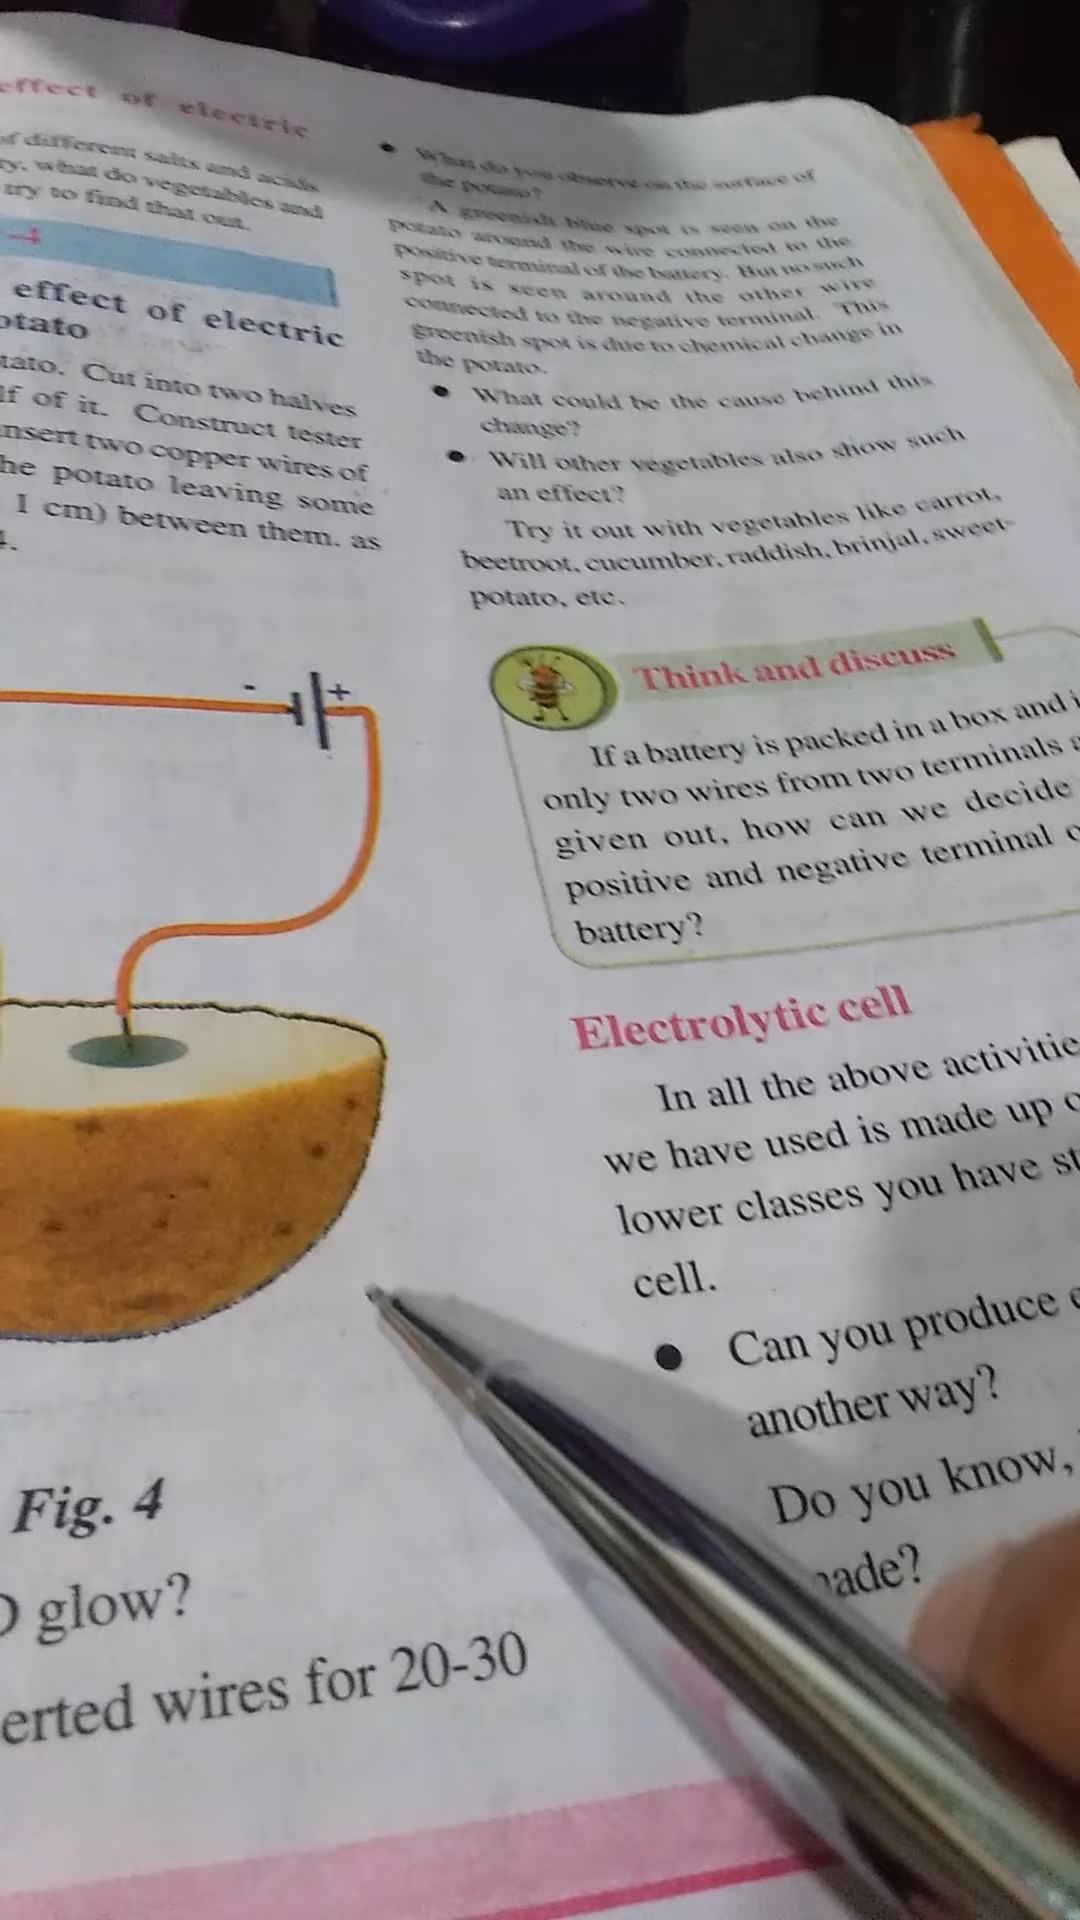 effect of electric
of different salts and acids
what do vegetables and
try to find that out.
-4
effect of electric
otato
tato. Cut into two halves
lf of it. Construct tester
nsert two copper wires of
he potato leaving some
1 cm) between them. as
4.
- +
Fig. 4
glow?
erted wires for 20-30
• What do you observe on the surface of
the potato?
A greenish blue spot is seen on the
potato around the wire connected to the
positive terminal of the battery. But no such
spot is seen around the other wire
connected to the negative terminal. This
greenish spot is due to chemical change in
the potato.
• What could be the cause behind this
change?
• Will other vegetables also show such
an effect?
Try it out with vegetables like carrot,
beetroot, cucumber, raddish, brinjal, sweet-
potato, etc.
Think and discuss
If a battery is packed in a box and i
only two wires from two terminals a
given out, how can we decide
positive and negative terminal o
battery?
Electrolytic cell
In all the above activitie
we have used is made up o
lower classes you have st
cell.
• Can you produce e
another way?
Do you know,
ade?